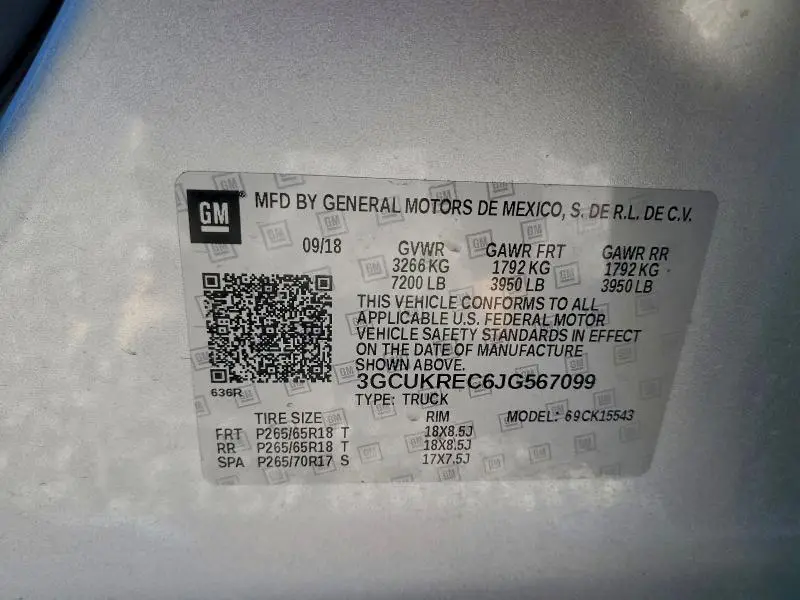 GM MFD BY GENERAL MOTORS DE MEXICO, S. DE R.L. DE C.V.
09/18 GVWR GAWR FRT GAWR RR
3266 KG 1792 KG 1792 KG
7200 LB 3950 LB 3950 LB
THIS VEHICLE CONFORMS TO ALL
APPLICABLE U.S. FEDERAL MOTOR
VEHICLE SAFETY STANDARDS IN EFFECT
ON THE DATE OF MANUFACTURE
SHOWN ABOVE.
3GCUKREC6JG567099
636R
TYPE: TRUCK
TIRE SIZE RIM MODEL: 69CK15543
FRT P265/65R18 T 18X8.5J
RR P265/65R18 T 18X8.5J
SPA P265/70R17 S 17X7.5J